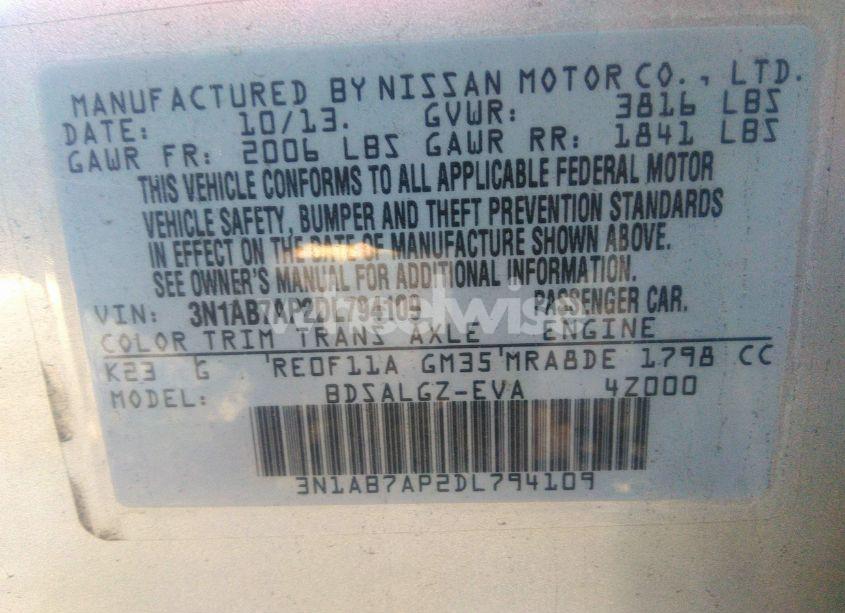 MANUFACTURED BY NISSAN MOTOR CO., LTD.
DATE: 10/13. GVWR: 3816 LBS
GAWR FR: 2006 LBS GAWR RR: 1841 LBS
THIS VEHICLE CONFORMS TO ALL APPLICABLE FEDERAL MOTOR
VEHICLE SAFETY, BUMPER AND THEFT PREVENTION STANDARDS
IN EFFECT ON THE DATE OF MANUFACTURE SHOWN ABOVE.
SEE OWNER'S MANUAL FOR ADDITIONAL INFORMATION.
VIN: 3N1AB7AP2DL794109 PASSENGER CAR.
COLOR TRIM TRANS AXLE ENGINE
K23 G RE0F11A GM35 MRA8DE 1798 CC
MODEL: BDSALGZ-EVA 4Z000
3N1AB7AP2DL794109